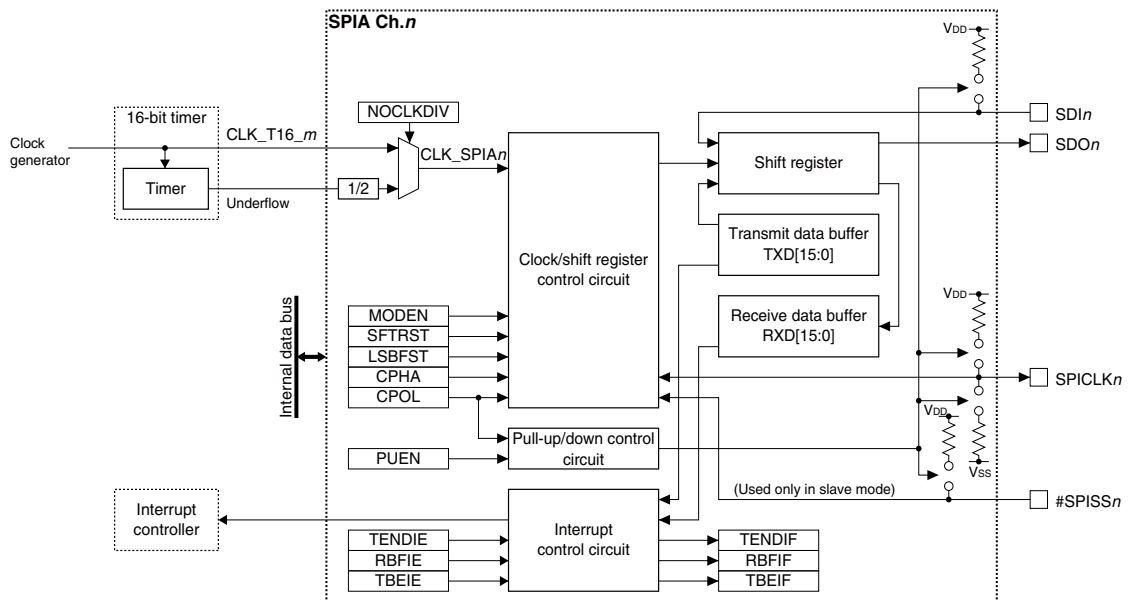 SPIA Ch.n
VDD
NOCLKDIV
16-bit timer
SDIn
Clock
generator
CLK_T16_m
CLK_SPIAn
SDOn
Shift register
Timer
1/2
Underflow
Transmit data buffer
TXD[15:0]
Clock/shift register
control circuit
VDD
Internal data bus
MODEN
SFTRST
LSBFST
CPHA
CPOL
Receive data buffer
RXD[15:0]
SPICLKn
VDD
Pull-up/down control
circuit
PUEN
VSS
(Used only in slave mode)
#SPISSn
Interrupt
controller
Interrupt
control circuit
TENDIE
RBFIE
TBEIE
TENDIF
RBFIF
TBEIF